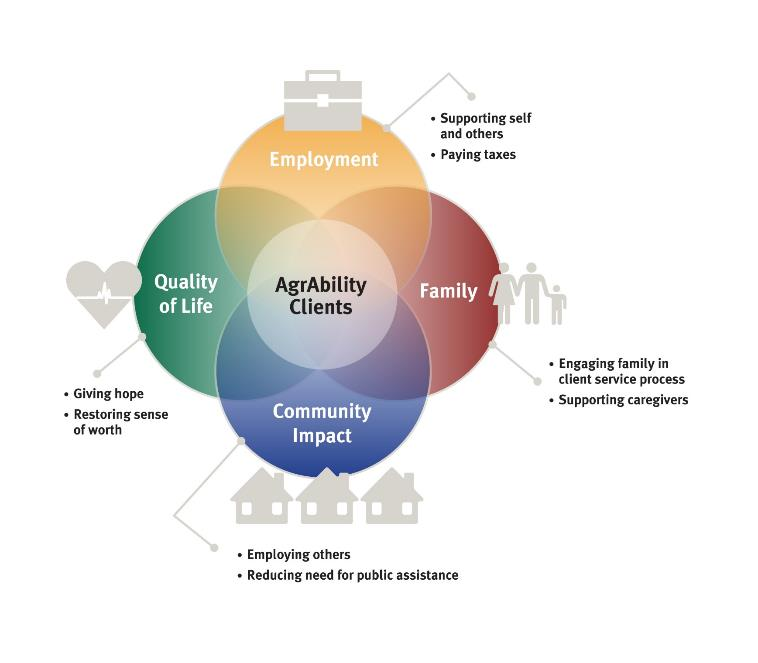 • Supporting self
and others
• Paying taxes
Employment
Quality
of Life
AgrAbility
Clients
Family
• Engaging family in
client service process
• Supporting caregivers
• Giving hope
• Restoring sense
of worth
Community
Impact
• Employing others
• Reducing need for public assistance